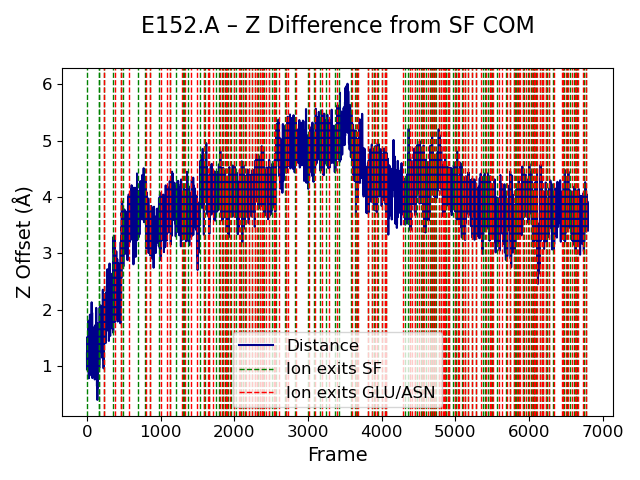 E152.A – Z Difference from SF COM
Z Offset (Å)
6
5
4
3
2
1
Distance
Ion exits SF
Ion exits GLU/ASN
0 1000 2000 3000 4000 5000 6000 7000
Frame